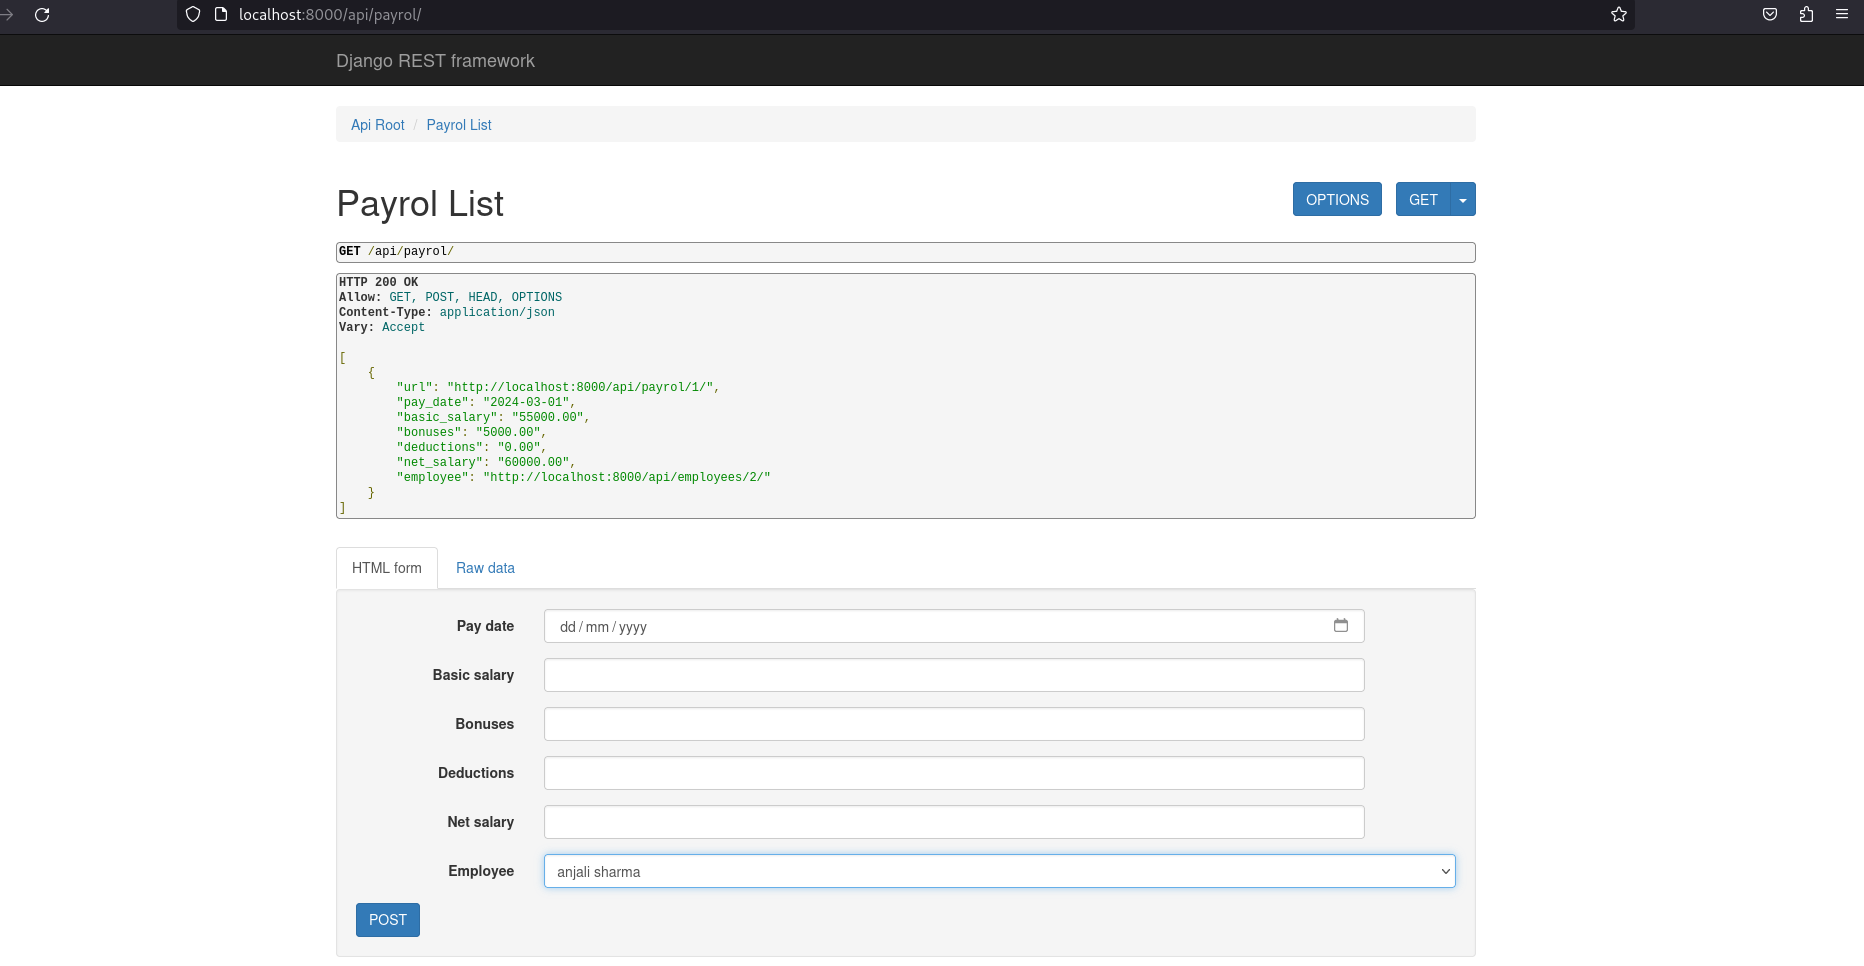 localhost:8000/api/payrol/
Django REST framework
Api Root / Payrol List
Payrol List
OPTIONS
GET
GET /api/payrol/
HTTP 200 OK
Allow: GET, POST, HEAD, OPTIONS
Content-Type: application/json
Vary: Accept
[
    {
        "url": "http://localhost:8000/api/payrol/1/",
        "pay_date": "2024-03-01",
        "basic_salary": "55000.00",
        "bonuses": "5000.00",
        "deductions": "0.00",
        "net_salary": "60000.00",
        "employee": "http://localhost:8000/api/employees/2/"
    }
]
HTML form
Raw data
Pay date
dd / mm / yyyy
Basic salary
Bonuses
Deductions
Net salary
Employee
anjali sharma
POST